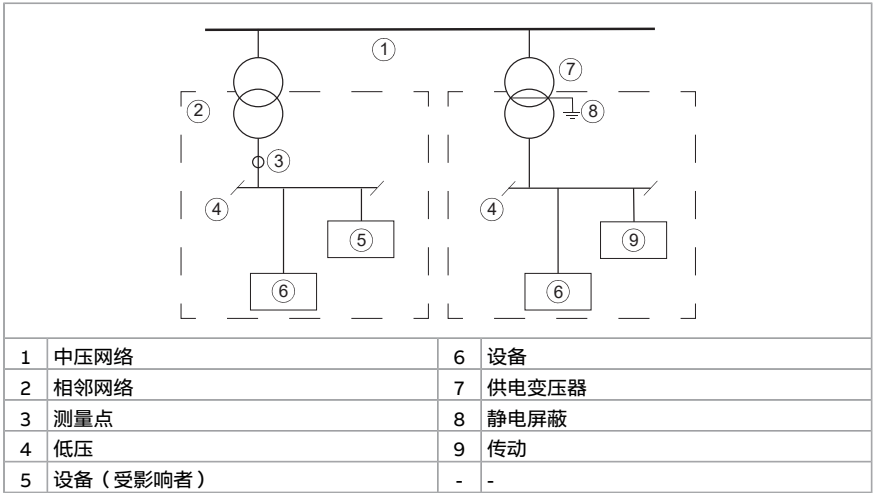 ①
⑦
②
⑧
③
④
④
⑤
⑨
⑥
⑥
1 中压网络 6 设备
2 相邻网络 7 供电变压器
3 测量点 8 静电屏蔽
4 低压 9 传动
5 设备（受影响者） - -